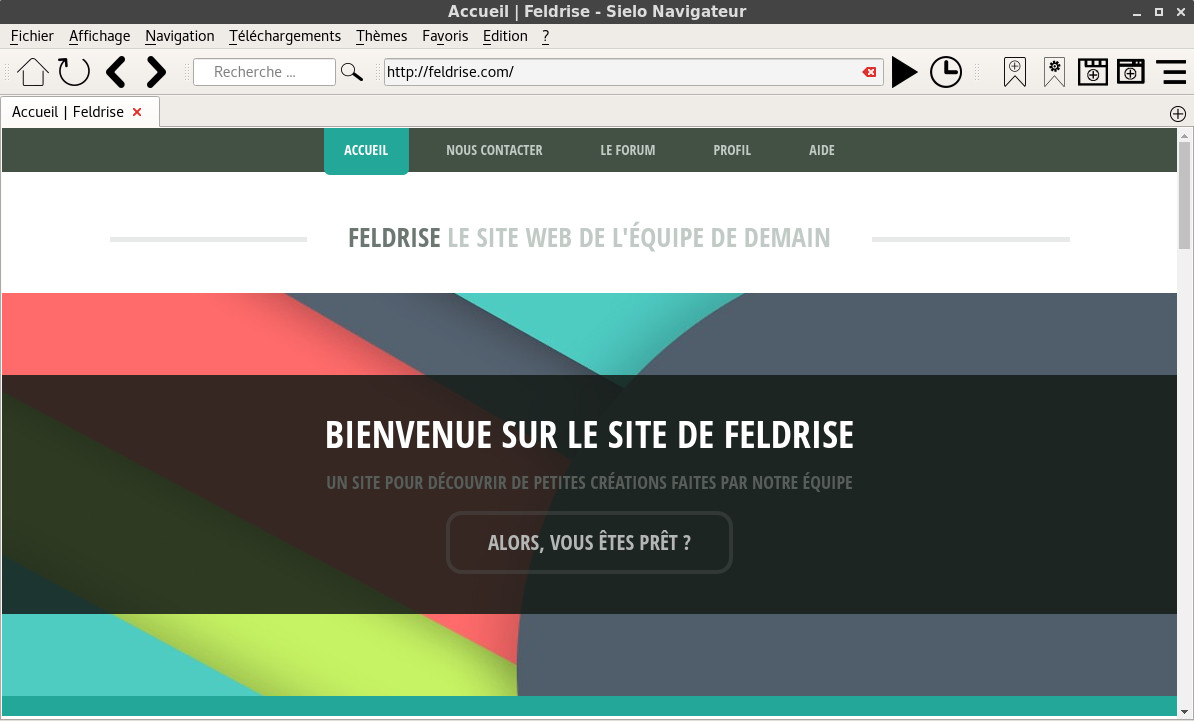 Accueil | Feldrise - Sielo Navigateur
Fichier Affichage Navigation Téléchargements Thèmes Favoris Edition ?
Recherche ... http://feldrise.com/
Accueil | Feldrise
ACCUEIL NOUS CONTACTER LE FORUM PROFIL AIDE
FELDRISE LE SITE WEB DE L'ÉQUIPE DE DEMAIN
BIENVENUE SUR LE SITE DE FELDRISE
UN SITE POUR DÉCOUVRIR DE PETITES CRÉATIONS FAITES PAR NOTRE ÉQUIPE
ALORS, VOUS ÊTES PRÊT ?